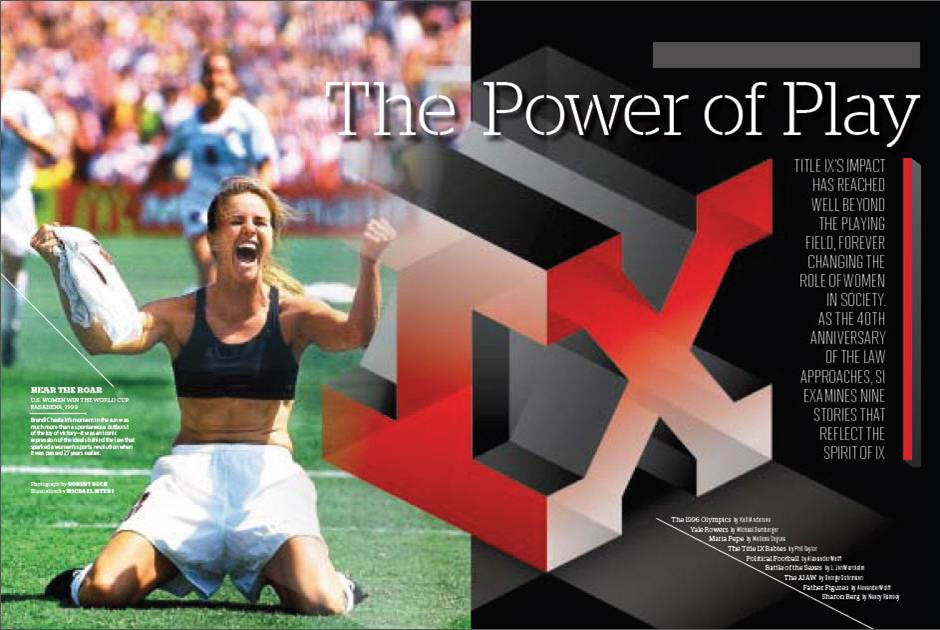 The Power of Play
TITLE IX'S IMPACT
HAS REACHED
WELL BEYOND
THE PLAYING
FIELD, FOREVER
CHANGING THE
ROLE OF WOMEN
IN SOCIETY.
AS THE 40TH
ANNIVERSARY
OF THE LAW
APPROACHES, SI
EXAMINES NINE
STORIES THAT
REFLECT THE
SPIRIT OF IX
IX
HEAR THE ROAR
U.S. WOMEN WIN THE WORLD CUP
PASADENA, 1999
Brandi Chastain's moment in the sun was
much more than a spontaneous outburst
of the joy of victory—it was an iconic
expression of the ideals behind the law that
sparked a women's sports revolution when
it was passed 27 years earlier.
Photograph by ROBERT BECK
Illustration by MICHAEL MYERS
The 1996 Olympics by Kelli Anderson
Yale Rowers by Michael Bamberger
Maria Pepe by Melissa Segura
The Title IX Babies by Phil Taylor
Political Football by Alexander Wolff
Battle of the Sexes by L. Jon Wertheim
The AIAW by George Dohrmann
Father Figures by Alexander Wolff
Sharon Berg by Nancy Ramsey